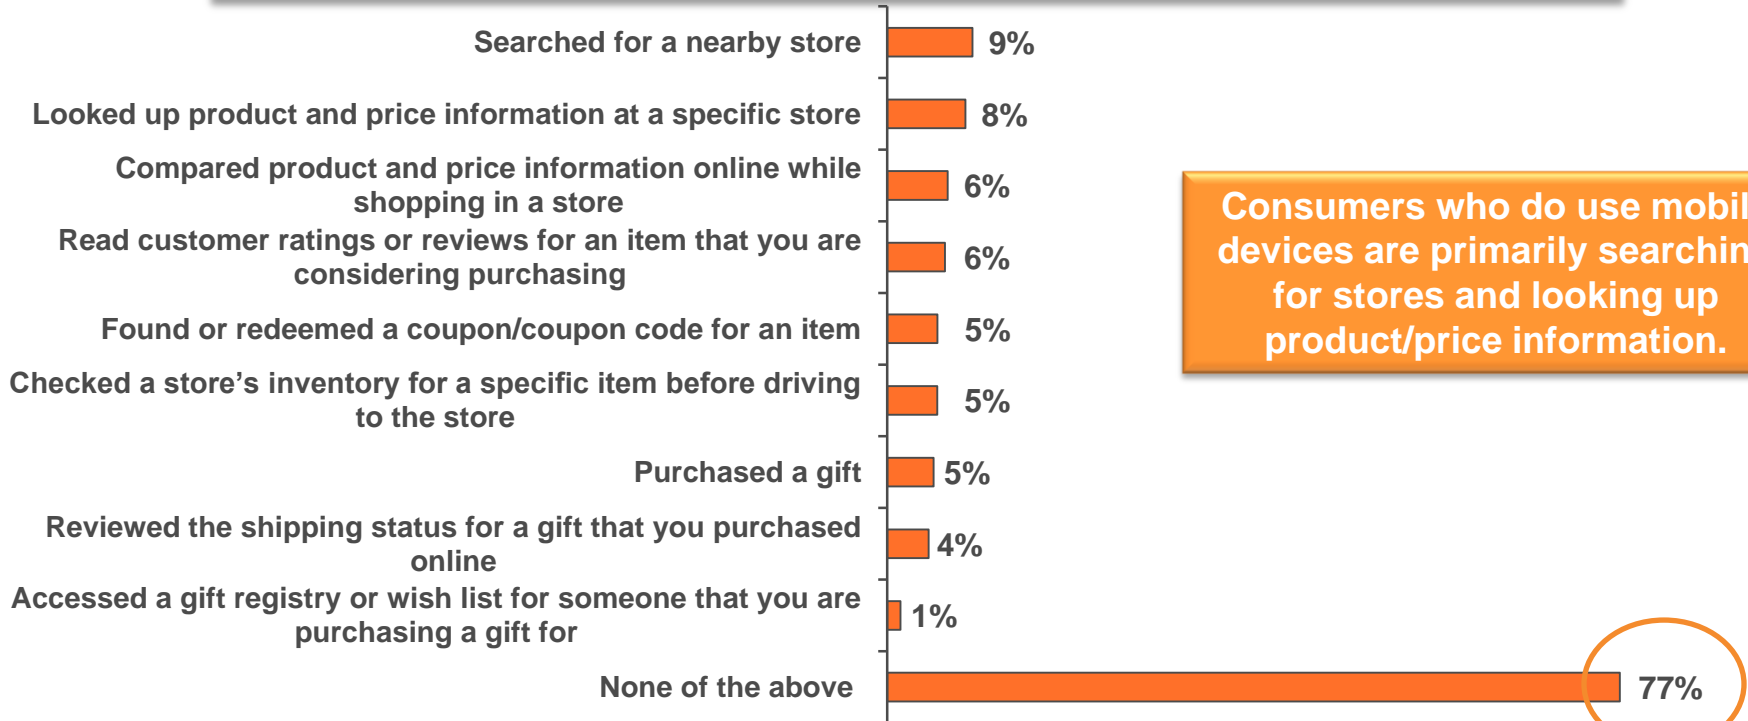 Searched for a nearby store
9%
Looked up product and price information at a specific store
8%
Compared product and price information online while
shopping in a store
6%
Read customer ratings or reviews for an item that you are
considering purchasing
6%
Found or redeemed a coupon/coupon code for an item
5%
Checked a store’s inventory for a specific item before driving
to the store
5%
Purchased a gift
5%
Reviewed the shipping status for a gift that you purchased
online
4%
Accessed a gift registry or wish list for someone that you are
purchasing a gift for
1%
None of the above
77%
Consumers who do use mobil
devices are primarily searchin
for stores and looking up
product/price information.